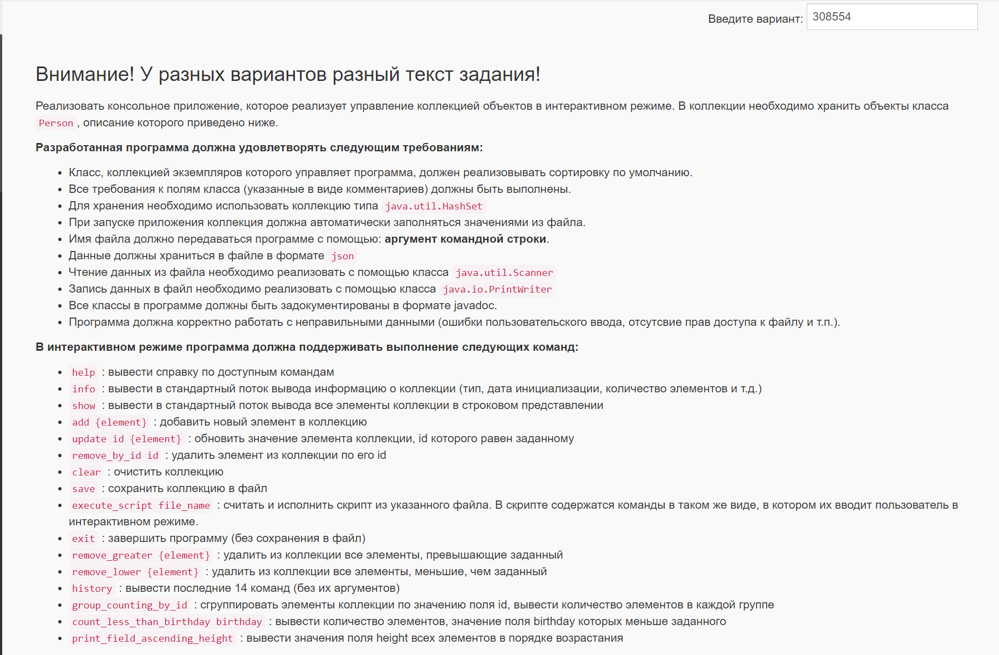 Введите вариант: 308554
Внимание! У разных вариантов разный текст задания!
Реализовать консольное приложение, которое реализует управление коллекцией объектов в интерактивном режиме. В коллекции необходимо хранить объекты класса
Person , описание которого приведено ниже.
Разработанная программа должна удовлетворять следующим требованиям:
• Класс, коллекцией экземпляров которого управляет программа, должен реализовывать сортировку по умолчанию.
• Все требования к полям класса (указанные в виде комментариев) должны быть выполнены.
• Для хранения необходимо использовать коллекцию типа java.util.HashSet
• При запуске приложения коллекция должна автоматически заполняться значениями из файла.
• Имя файла должно передаваться программе с помощью: аргумент командной строки.
• Данные должны храниться в файле в формате json
• Чтение данных из файла необходимо реализовать с помощью класса java.util.Scanner
• Запись данных в файл необходимо реализовать с помощью класса java.io.PrintWriter
• Все классы в программе должны быть задокументированы в формате javadoc.
• Программа должна корректно работать с неправильными данными (ошибки пользовательского ввода, отсутсвие прав доступа к файлу и т.п.).
В интерактивном режиме программа должна поддерживать выполнение следующих команд:
• help : вывести справку по доступным командам
• info : вывести в стандартный поток вывода информацию о коллекции (тип, дата инициализации, количество элементов и т.д.)
• show : вывести в стандартный поток вывода все элементы коллекции в строковом представлении
• add {element} : добавить новый элемент в коллекцию
• update id {element} : обновить значение элемента коллекции, id которого равен заданному
• remove_by_id id : удалить элемент из коллекции по его id
• clear : очистить коллекцию
• save : сохранить коллекцию в файл
• execute_script file_name : считать и исполнить скрипт из указанного файла. В скрипте содержатся команды в таком же виде, в котором их вводит пользователь в
интерактивном режиме.
• exit : завершить программу (без сохранения в файл)
• remove_greater {element} : удалить из коллекции все элементы, превышающие заданный
• remove_lower {element} : удалить из коллекции все элементы, меньшие, чем заданный
• history : вывести последние 14 команд (без их аргументов)
• group_counting_by_id : сгруппировать элементы коллекции по значению поля id, вывести количество элементов в каждой группе
• count_less_than_birthday birthday : вывести количество элементов, значение поля birthday которых меньше заданного
• print_field_ascending_height : вывести значения поля height всех элементов в порядке возрастания